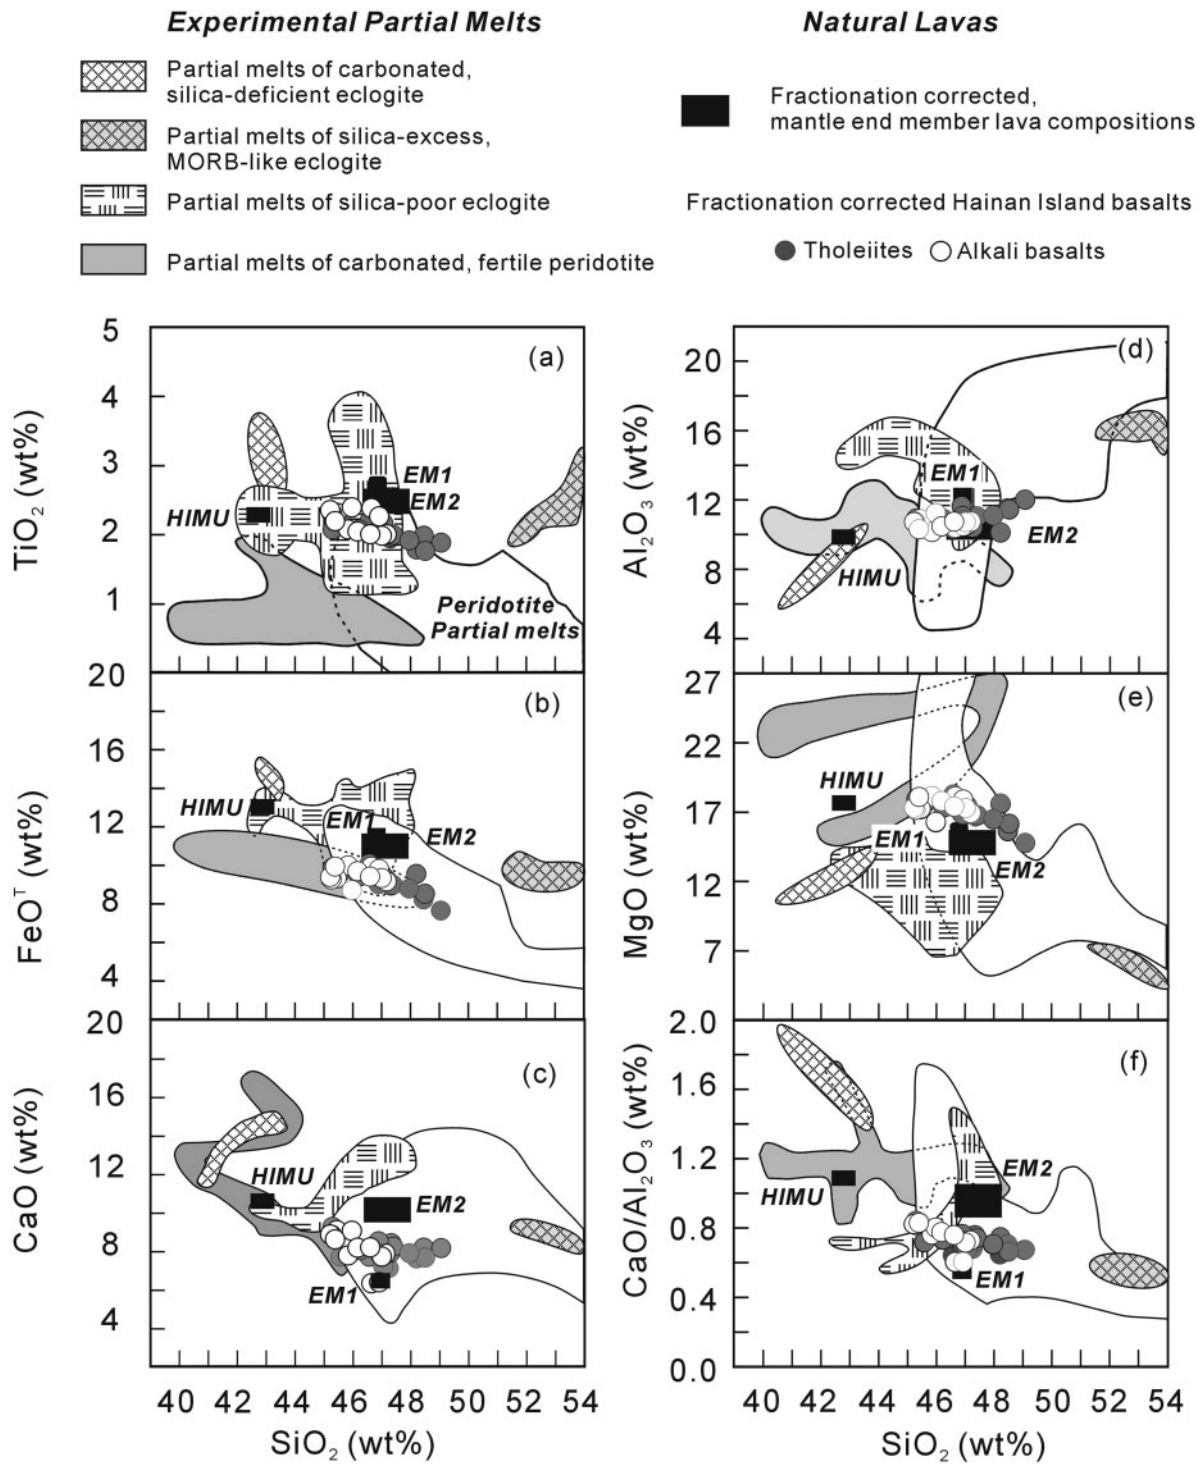 Experimental Partial Melts
Natural Lavas
Partial melts of carbonated,
silica-deficient eclogite
Partial melts of silica-excess,
MORB-like eclogite
Partial melts of silica-poor eclogite
Partial melts of carbonated, fertile peridotite
Fractionation corrected,
mantle end member lava compositions
Fractionation corrected Hainan Island basalts
Tholeiites
Alkali basalts
TiO₂ (wt%)
5
4
3
2
1
(a)
HIMU
EM1
EM2
Peridotite
Partial melts
Al₂O₃ (wt%)
20
16
12
8
4
(d)
EM1
EM2
HIMU
FeOᵀ (wt%)
20
16
12
8
4
(b)
HIMU
EM1
EM2
MgO (wt%)
27
22
17
12
7
(e)
HIMU
EM1
EM2
CaO (wt%)
20
16
12
8
4
(c)
HIMU
EM2
EM1
40 42 44 46 48 50 52 54
SiO₂ (wt%)
CaO/Al₂O₃ (wt%)
2.0
1.6
1.2
0.8
0.4
0.0
(f)
HIMU
EM2
EM1
40 42 44 46 48 50 52 54
SiO₂ (wt%)